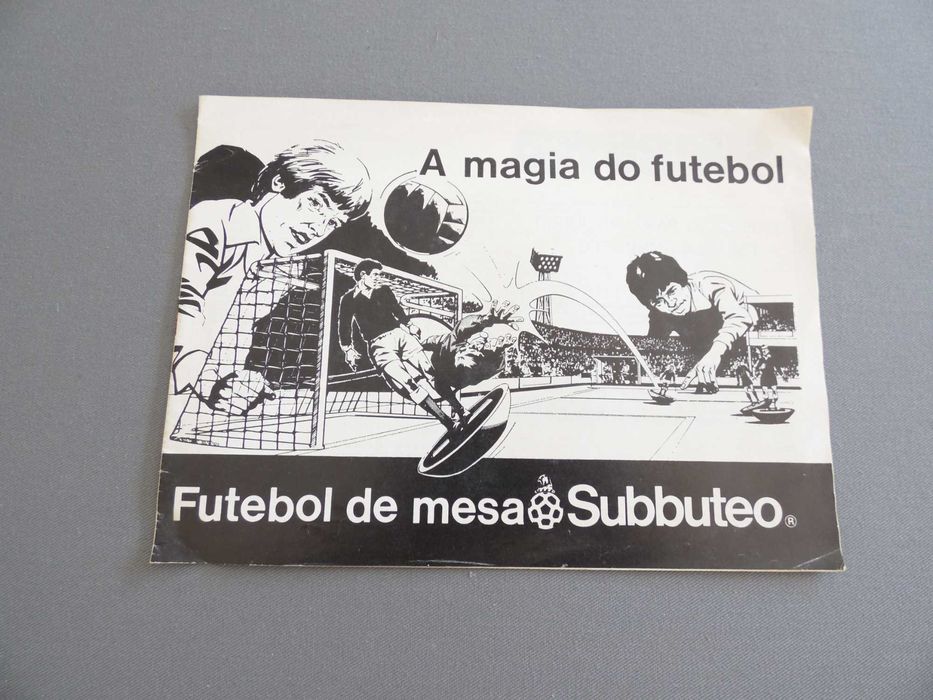 A magia do futebol
Futebol de mesa Subbuteo®